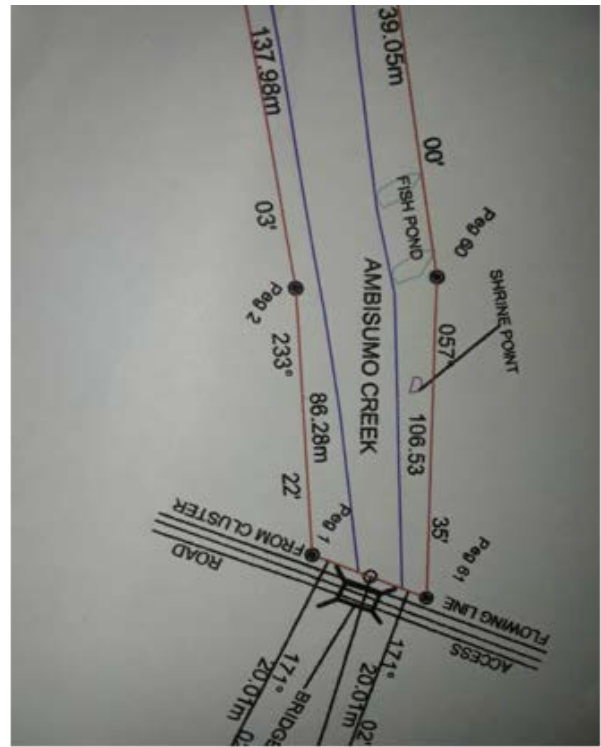 137.98m
39.05m
00'
FISH POND
Peg 60
03'
Peg 2
AMBISUMO CREEK
SHRINE POINT
057°
233°
86.28m
106.53
22'
35'
Peg 1
Peg 61
FROM CLUSTER
FLOWING LINE
ROAD
ACCESS
171°
20.01m
BRIDGE
171°
20.01m
02'